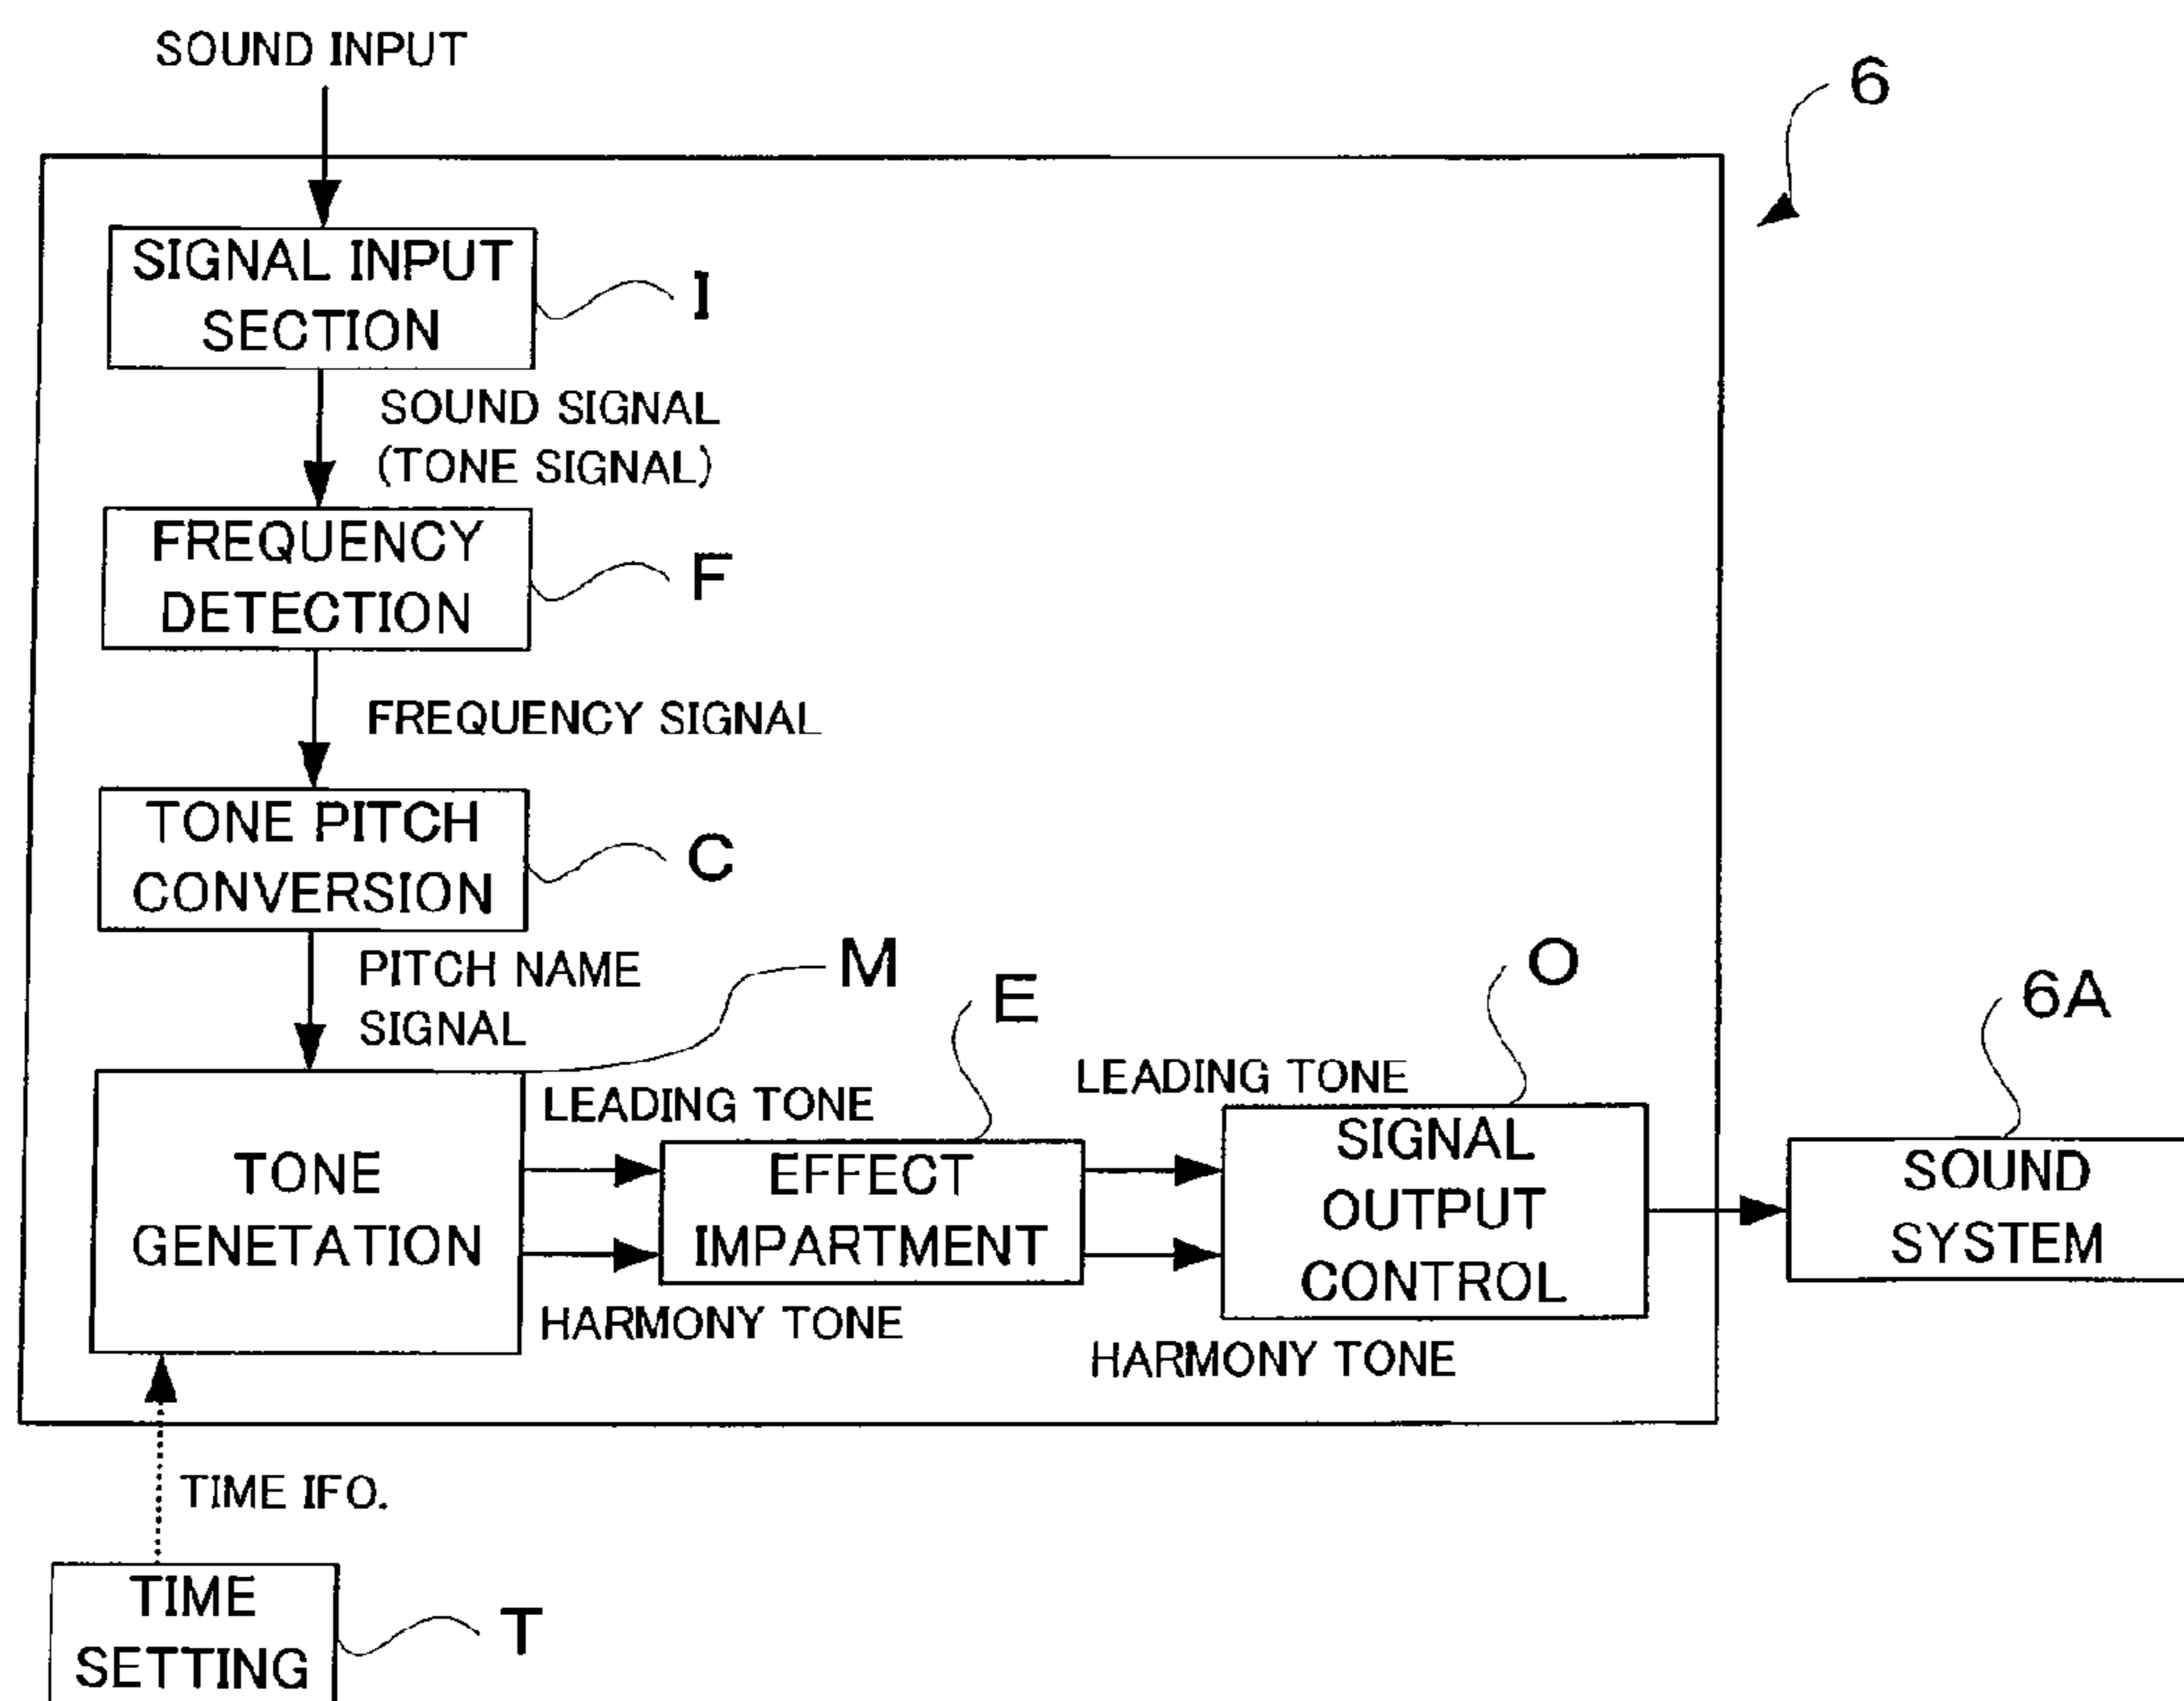 SOUND INPUT
6
SIGNAL INPUT
SECTION
I
SOUND SIGNAL
(TONE SIGNAL)
FREQUENCY
DETECTION
F
FREQUENCY SIGNAL
TONE PITCH
CONVERSION
C
PITCH NAME
SIGNAL
M
E
O
6A
TONE
GENETATION
LEADING TONE
HARMONY TONE
EFFECT
IMPARTMENT
LEADING TONE
HARMONY TONE
SIGNAL
OUTPUT
CONTROL
SOUND
SYSTEM
TIME IFO.
TIME
SETTING
T